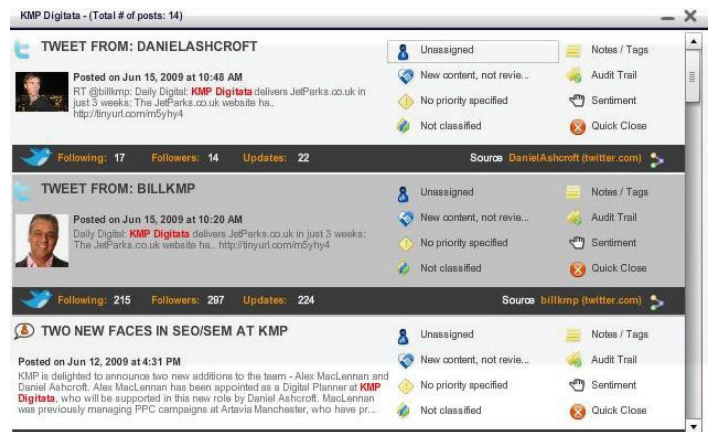 KMP Digitata - (Total # of posts: 14)
TWEET FROM: DANIELASHCROFT
Posted on Jun 15, 2009 at 10:48 AM
RT @billkmp: Daily Digital: KMP Digitata delivers JetParks.co.uk in
just 3 weeks: The JetParks.co.uk website ha..
http://tinyurl.com/m5yhy4
Unassigned
Notes / Tags
New content, not revie...
Audit Trail
No priority specified
Sentiment
Not classified
Quick Close
Following: 17 Followers: 14 Updates: 22 Source DanielAshcroft (twitter.com)
TWEET FROM: BILLKMP
Posted on Jun 15, 2009 at 10:20 AM
Daily Digital: KMP Digitata delivers JetParks.co.uk in just 3 weeks:
The JetParks.co.uk website ha.. http://tinyurl.com/m5yhy4
Unassigned
Notes / Tags
New content, not revie...
Audit Trail
No priority specified
Sentiment
Not classified
Quick Close
Following: 215 Followers: 297 Updates: 224 Source billkmp (twitter.com)
TWO NEW FACES IN SEO/SEM AT KMP
Posted on Jun 12, 2009 at 4:31 PM
KMP is delighted to announce two new additions to the team - Alex MacLennan and
Daniel Ashcroft. Alex MacLennan has been appointed as a Digital Planner at KMP
Digitata, who will be supported in this new role by Daniel Ashcroft. MacLennan
was previously managing PPC campaigns at Artavia Manchester, who have pr...
Unassigned
Notes / Tags
New content, not revie...
Audit Trail
No priority specified
Sentiment
Not classified
Quick Close